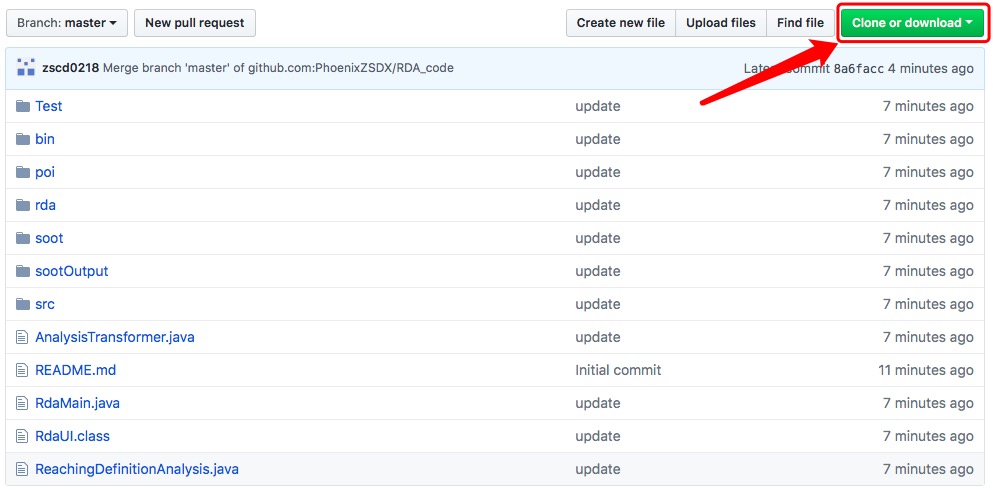 Branch: master New pull request Create new file Upload files Find file Clone or download
zscd0218 Merge branch 'master' of github.com:PhoenixZSDX/RDA_code commit 8a6facc 4 minutes ago
Test update 7 minutes ago
bin update 7 minutes ago
poi update 7 minutes ago
rda update 7 minutes ago
soot update 7 minutes ago
sootOutput update 7 minutes ago
src update 7 minutes ago
AnalysisTransformer.java update 7 minutes ago
README.md Initial commit 11 minutes ago
RdaMain.java update 7 minutes ago
RdaUI.class update 7 minutes ago
ReachingDefinitionAnalysis.java update 7 minutes ago